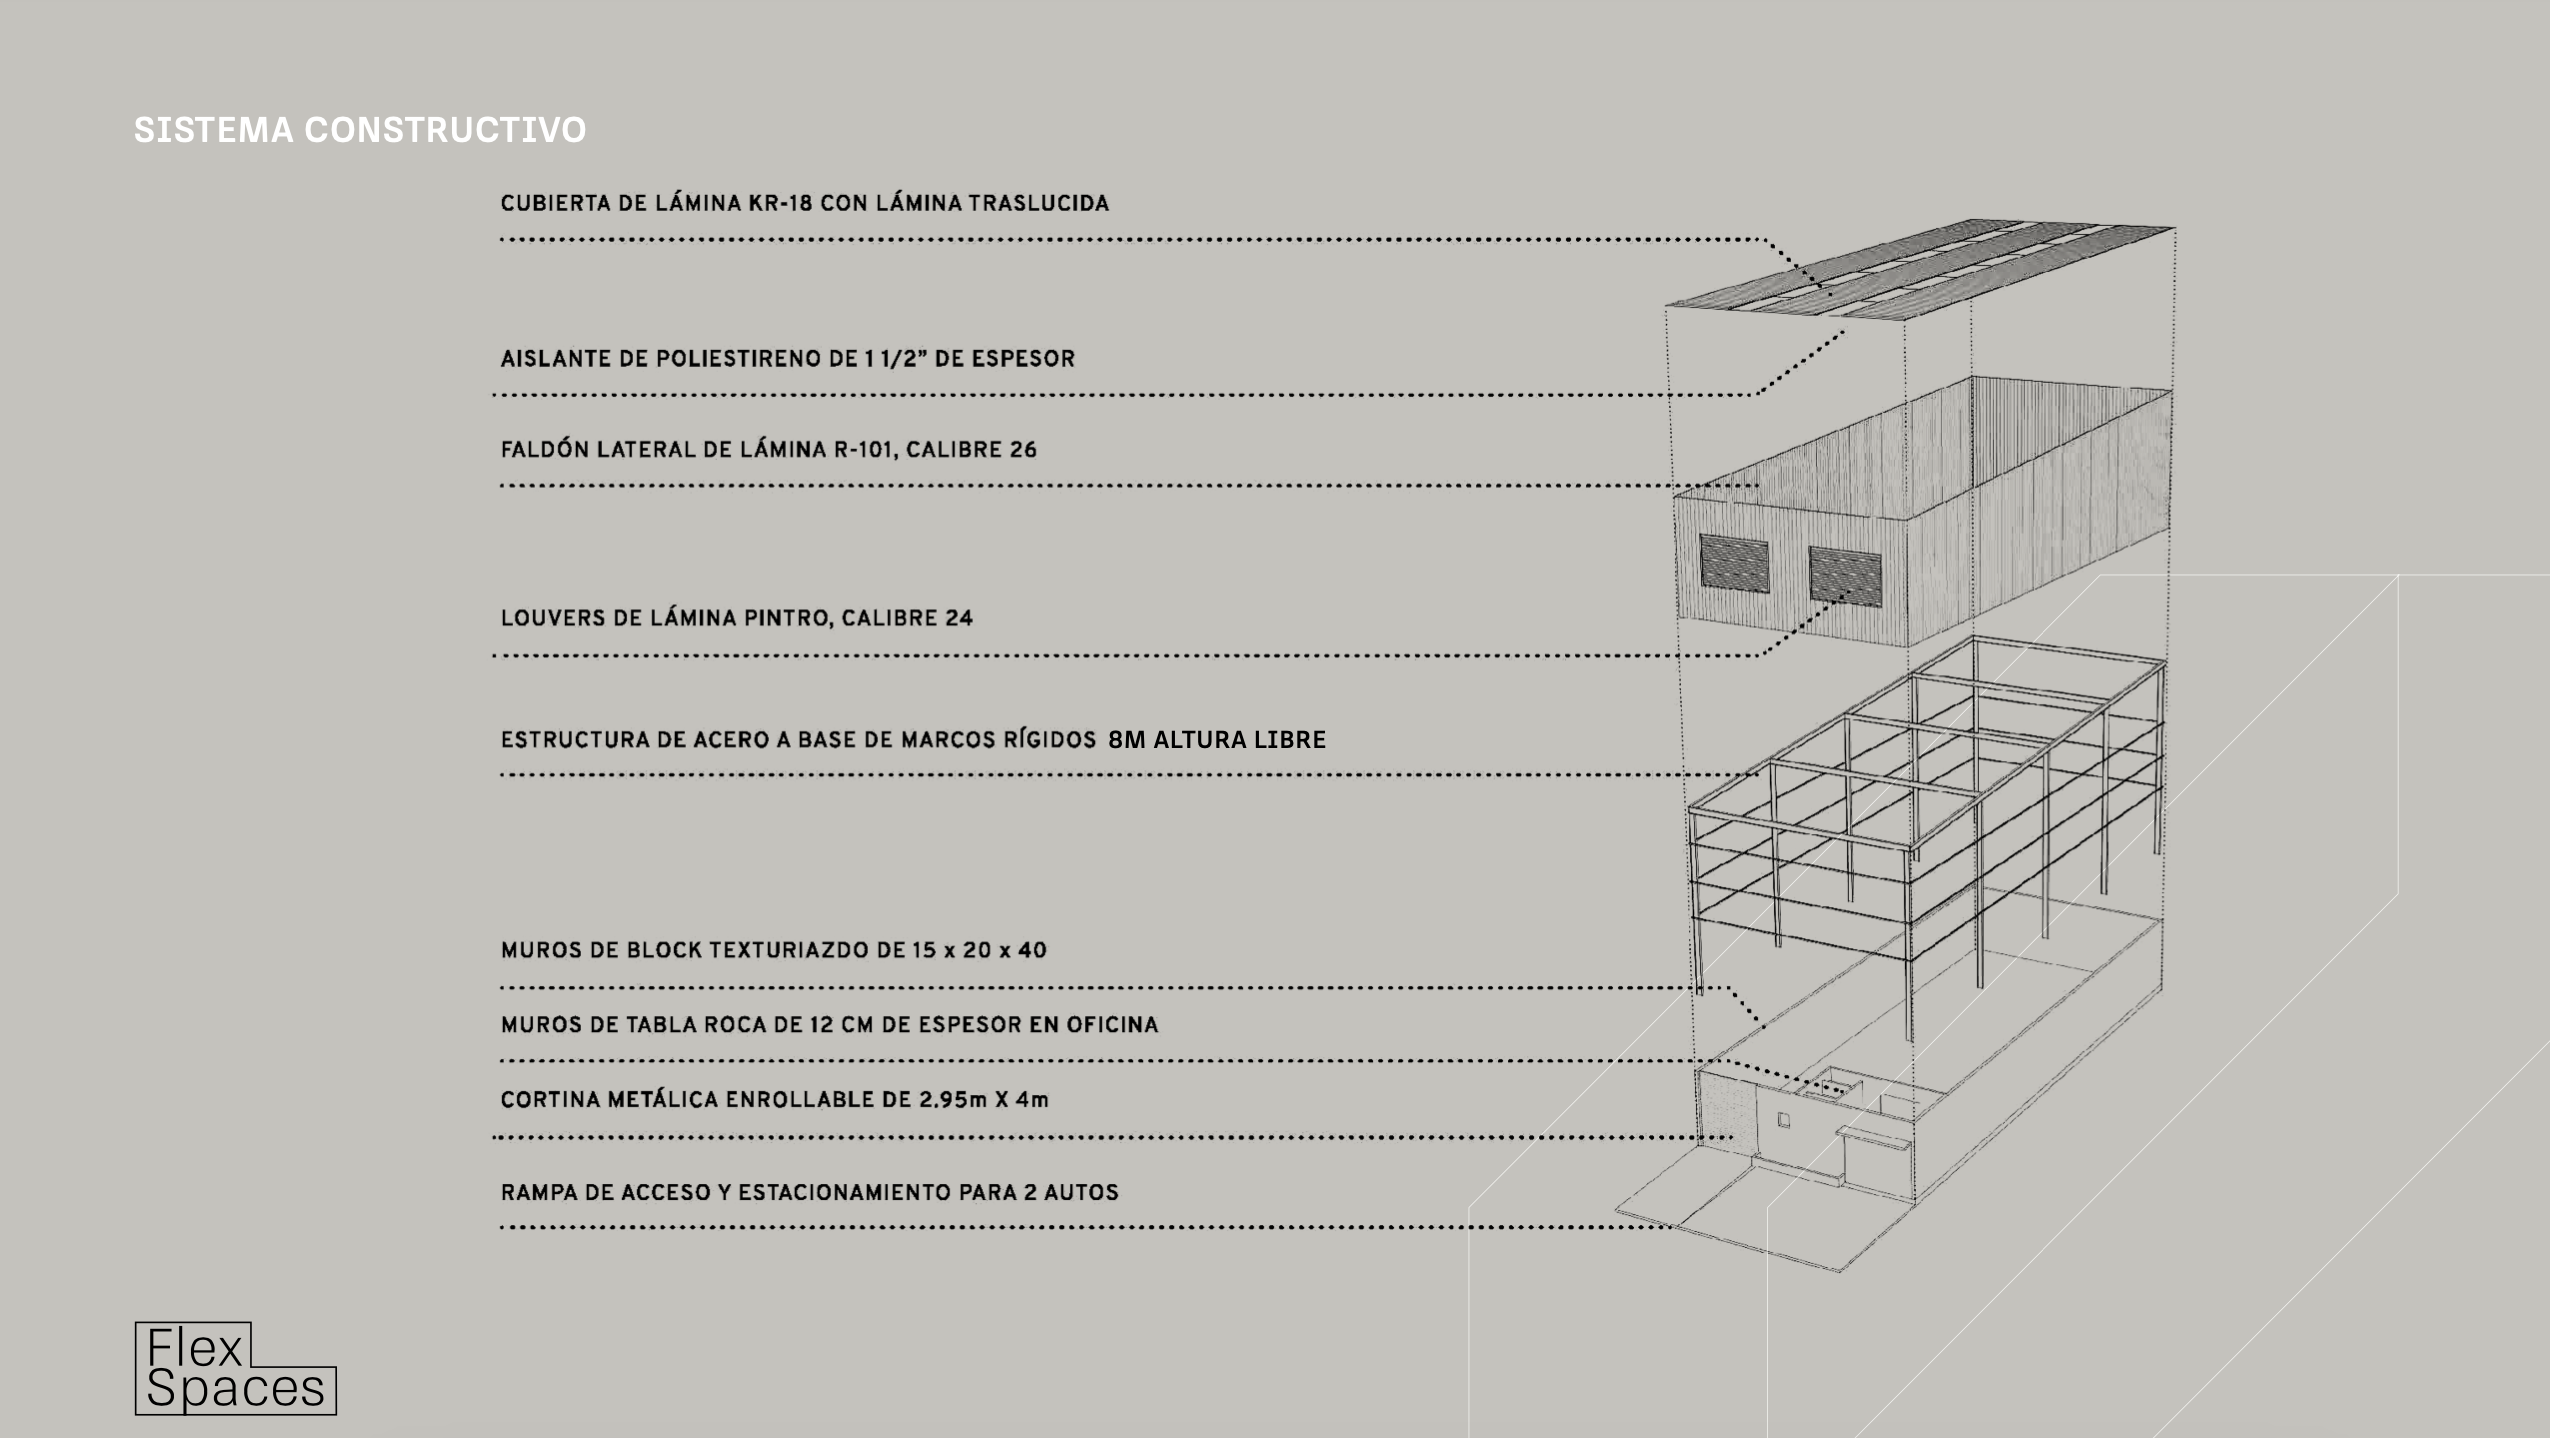 SISTEMA CONSTRUCTIVO
CUBIERTA DE LÁMINA KR-18 CON LÁMINA TRASLUCIDA
AISLANTE DE POLIESTIRENO DE 1 1/2” DE ESPESOR
FALDÓN LATERAL DE LÁMINA R-101, CALIBRE 26
LOUVERS DE LÁMINA PINTRO, CALIBRE 24
ESTRUCTURA DE ACERO A BASE DE MARCOS RÍGIDOS 8M ALTURA LIBRE
MUROS DE BLOCK TEXTURIAZDO DE 15 x 20 x 40
MUROS DE TABLA ROCA DE 12 CM DE ESPESOR EN OFICINA
CORTINA METÁLICA ENROLLABLE DE 2.95m X 4m
RAMPA DE ACCESO Y ESTACIONAMIENTO PARA 2 AUTOS
Flex
Spaces